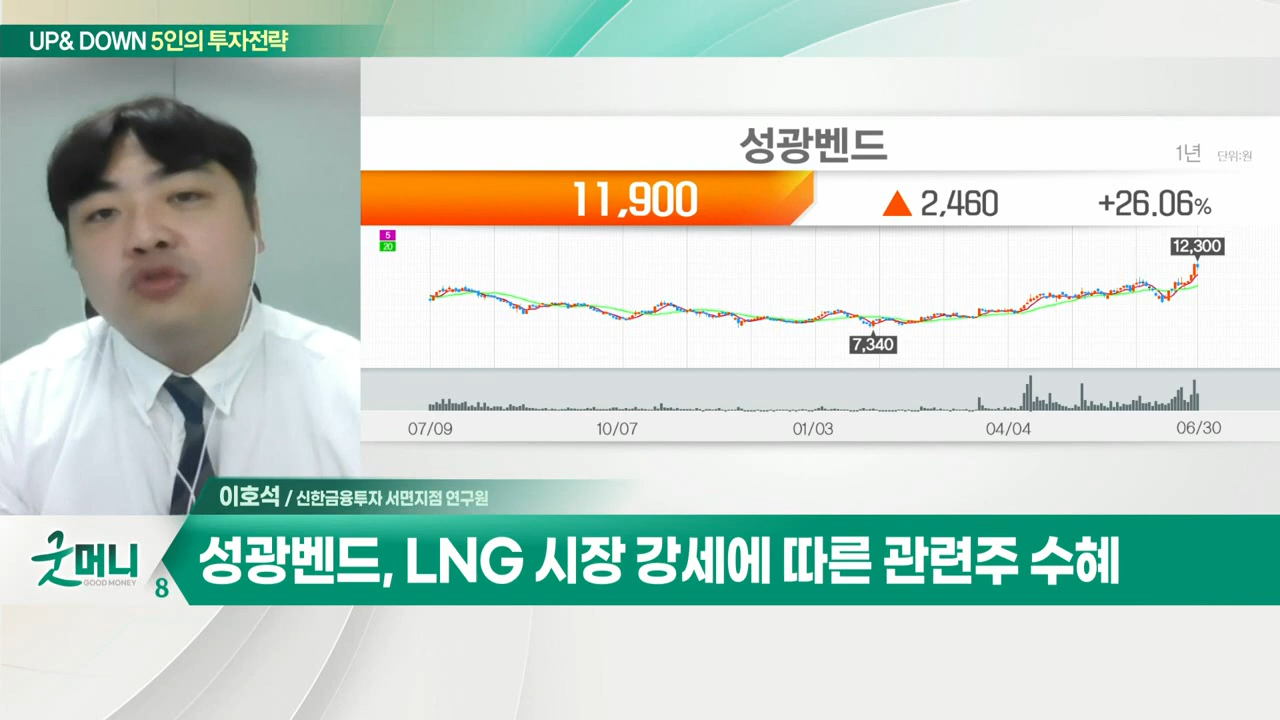 UP& DOWN 5인의 투자전략
성광벤드
1년 단위:원
11,900 ▲ 2,460 +26.06%
5
20
12,300
7,340
07/09 10/07 01/03 04/04 06/30
이호석 / 신한금융투자 서면지점 연구원
굿머니
GOOD MONEY
8
성광벤드, LNG 시장 강세에 따른 관련주 수혜